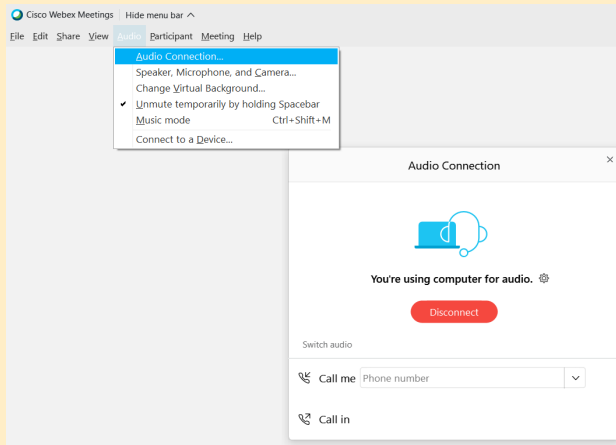 Cisco Webex Meetings Hide menu bar
File Edit Share View Audio Participant Meeting Help
Audio Connection...
Speaker, Microphone, and Camera...
Change Virtual Background...
Unmute temporarily by holding Spacebar
Music mode Ctrl+Shift+M
Connect to a Device...
Audio Connection
You're using computer for audio.
Disconnect
Switch audio
Call me Phone number
Call in